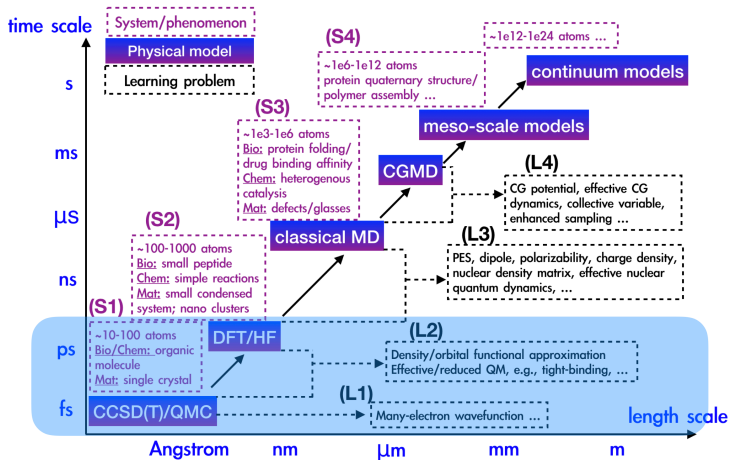 time scale
System/phenomenon
Physical model
Learning problem
s
ms
µS
ns
ps
fs
(S4)
~1e6-1e12 atoms
protein quaternary structure/
polymer assembly ...
~1e12-1e24 atoms ...
continuum models
meso-scale models
(S3)
~1e3-1e6 atoms
Bio: protein folding/
drug binding affinity
Chem: heterogenous
catalysis
Mat: defects/glasses
CGMD
(L4)
CG potential, effective CG
dynamics, collective variable,
enhanced sampling ...
(S2)
~100-1000 atoms
Bio: small peptide
Chem: simple reactions
Mat: small condensed
system; nano clusters
classical MD
(L3)
PES, dipole, polarizability, charge density,
nuclear density matrix, effective nuclear
quantum dynamics, ...
(S1)
~10-100 atoms
Bio/Chem: organic
molecule
Mat: single crystal
DFT/HF
(L2)
Density/orbital functional approximation
Effective/reduced QM, e.g., tight-binding, ...
CCSD(T)/QMC
(L1)
Many-electron wavefunction ...
length scale
Angstrom
nm
µm
mm
m